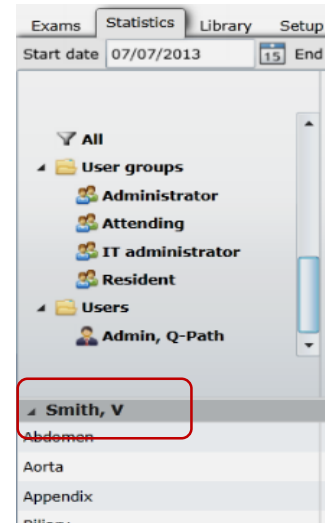 Exams Statistics Library Setup
Start date 07/07/2013 15 End
All
User groups
Administrator
Attending
IT administrator
Resident
Users
Admin, Q-Path
Smith, V
Abdomen
Aorta
Appendix
Biliary